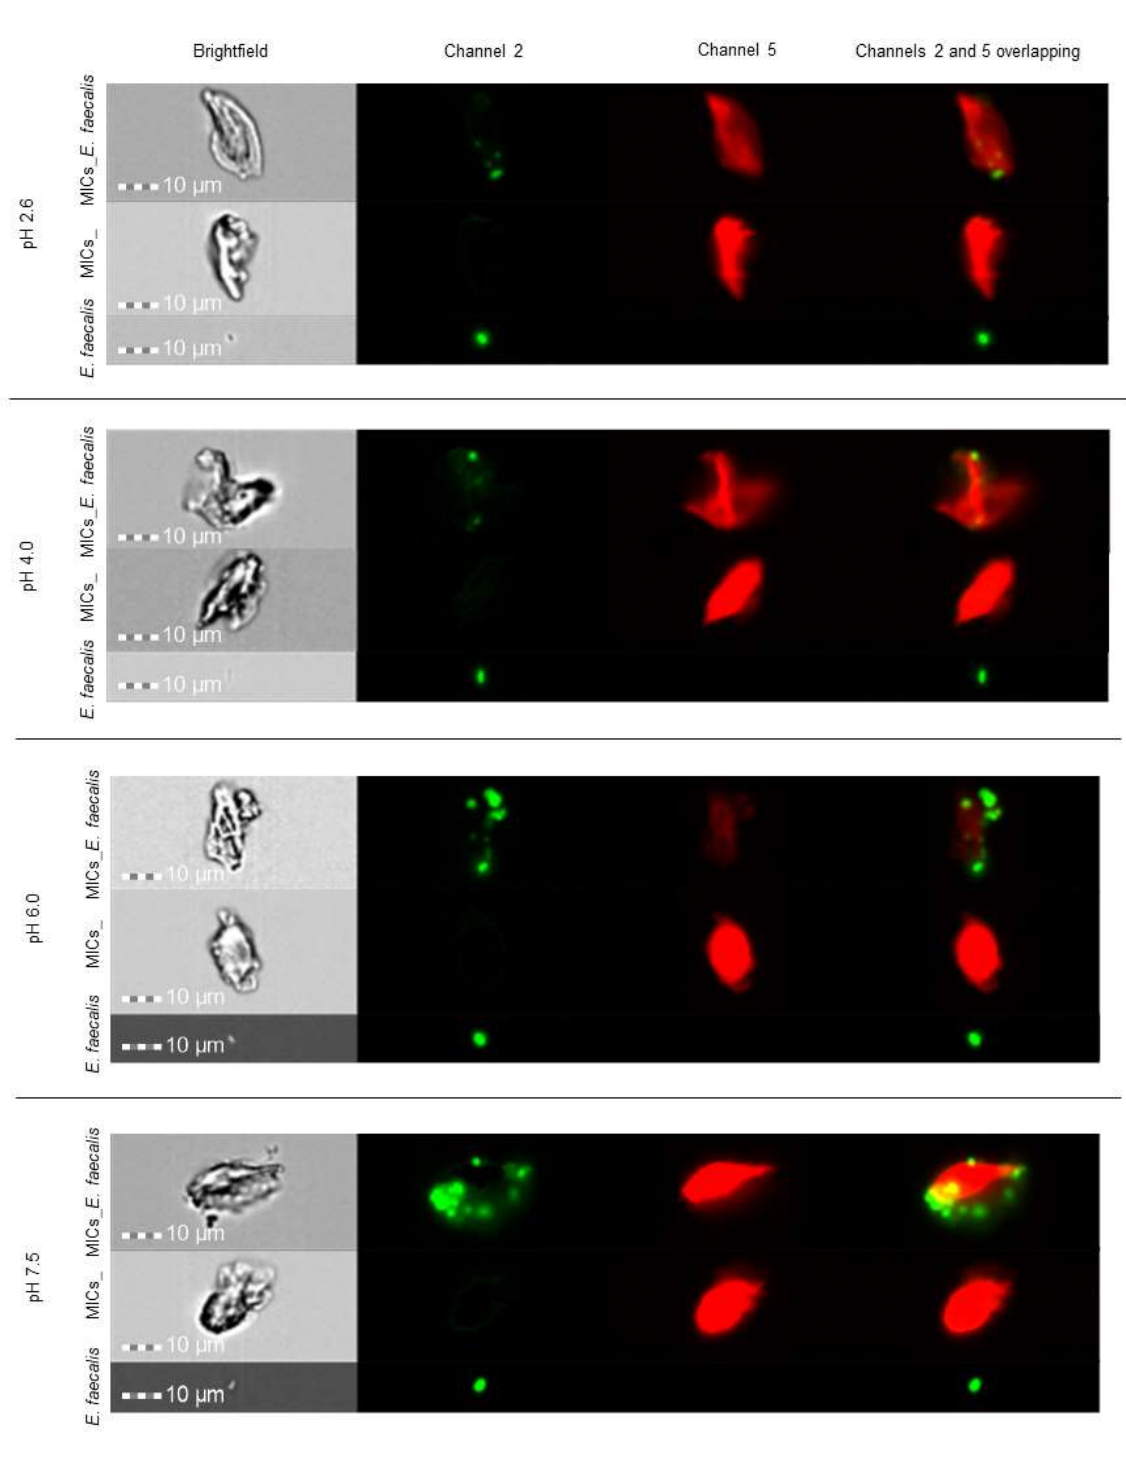 Brightfield Channel 2 Channel 5 Channels 2 and 5 overlapping
pH 2.6
MICs_E. faecalis
10 µm
MICs_
10 µm
E. faecalis
10 µm
pH 4.0
MICs_E. faecalis
10 µm
MICs_
10 µm
E. faecalis
10 µm
pH 6.0
MICs_E. faecalis
10 µm
MICs_
10 µm
E. faecalis
10 µm
pH 7.5
MICs_E. faecalis
10 µm
MICs_
10 µm
E. faecalis
10 µm